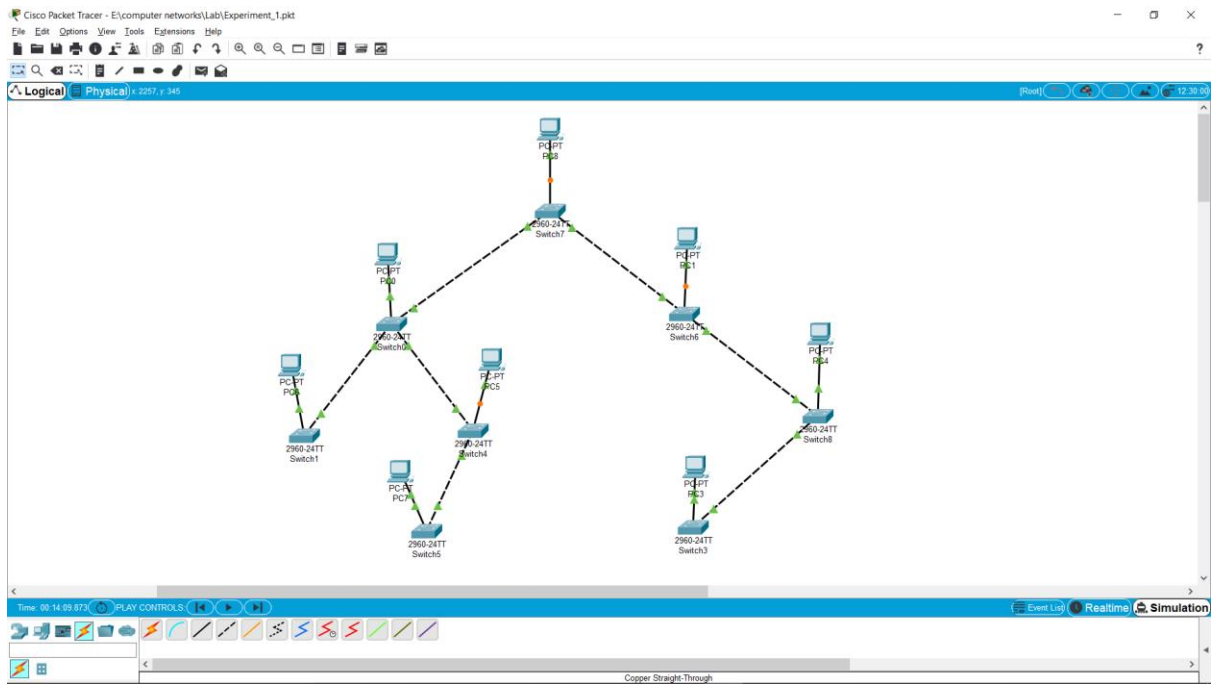 Cisco Packet Tracer - E:\computer networks\Lab\Experiment_1.pkt
File Edit Options View Tools Extensions Help
?
Logical Physical x: 2257, y: 345 [Root] 12:30:00
PC-PT
PC8
2960-24TT
Switch7
PC-PT
PC1
PC-PT
PC0
2960-24TT
Switch6
2960-24TT
Switch0
PC-PT
PC4
PC-PT
PC5
PC-PT
2960-24TT
Switch8
2960-24TT
Switch4
2960-24TT
Switch1
PC-PT
PC7
PC-PT
PC3
2960-24TT
Switch5
2960-24TT
Switch3
Time: 00:14:09.873 PLAY CONTROLS: Event List Realtime Simulation
Copper Straight-Through